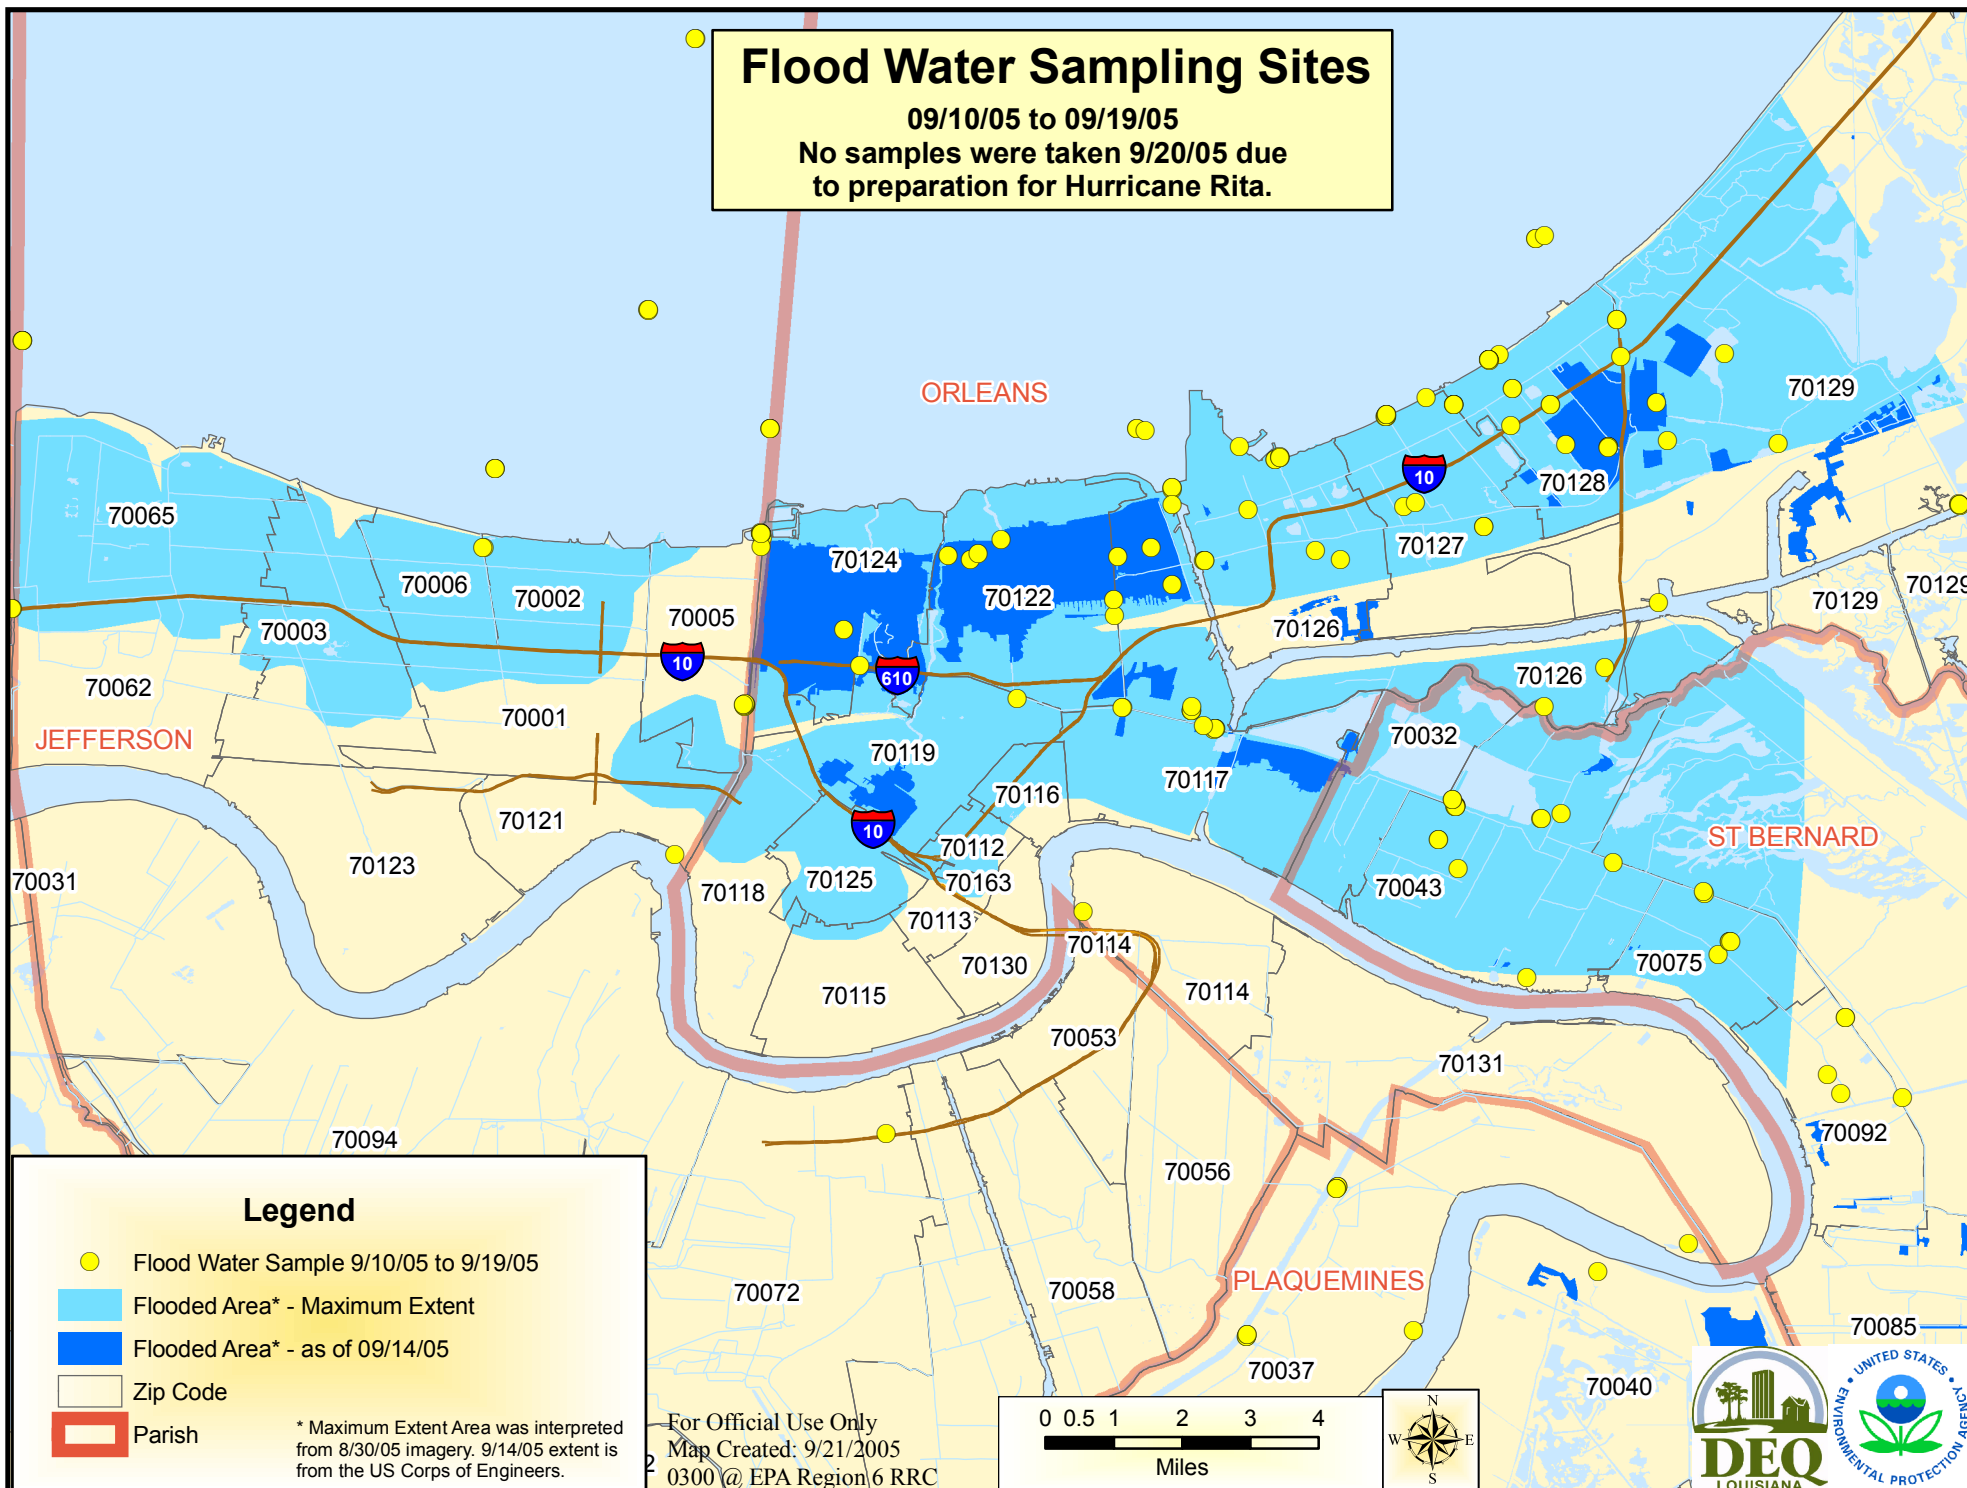 Flood Water Sampling Sites
09/10/05 to 09/19/05
No samples were taken 9/20/05 due
to preparation for Hurricane Rita.
ORLEANS
70129
70065
70128
70124
70127
70006
70002
70122
70129
70129
70005
70003
70126
10
10
610
70062
70126
70001
JEFFERSON
70032
70119
70117
70116
70121
10
ST BERNARD
70112
70123
70031
70118
70125
70163
70043
70113
70114
70130
70075
70115
70114
70053
70131
70094
70092
70056
PLAQUEMINES
70072
70058
70085
70037
70040
Legend
Flood Water Sample 9/10/05 to 9/19/05
Flooded Area* - Maximum Extent
Flooded Area* - as of 09/14/05
Zip Code
Parish
* Maximum Extent Area was interpreted
from 8/30/05 imagery. 9/14/05 extent is
from the US Corps of Engineers.
2
For Official Use Only
Map Created: 9/21/2005
0300 @ EPA Region 6 RRC
0 0.5 1 2 3 4
Miles
N
W E
S
DEQ
LOUISIANA
UNITED STATES
ENVIRONMENTAL PROTECTION AGENCY